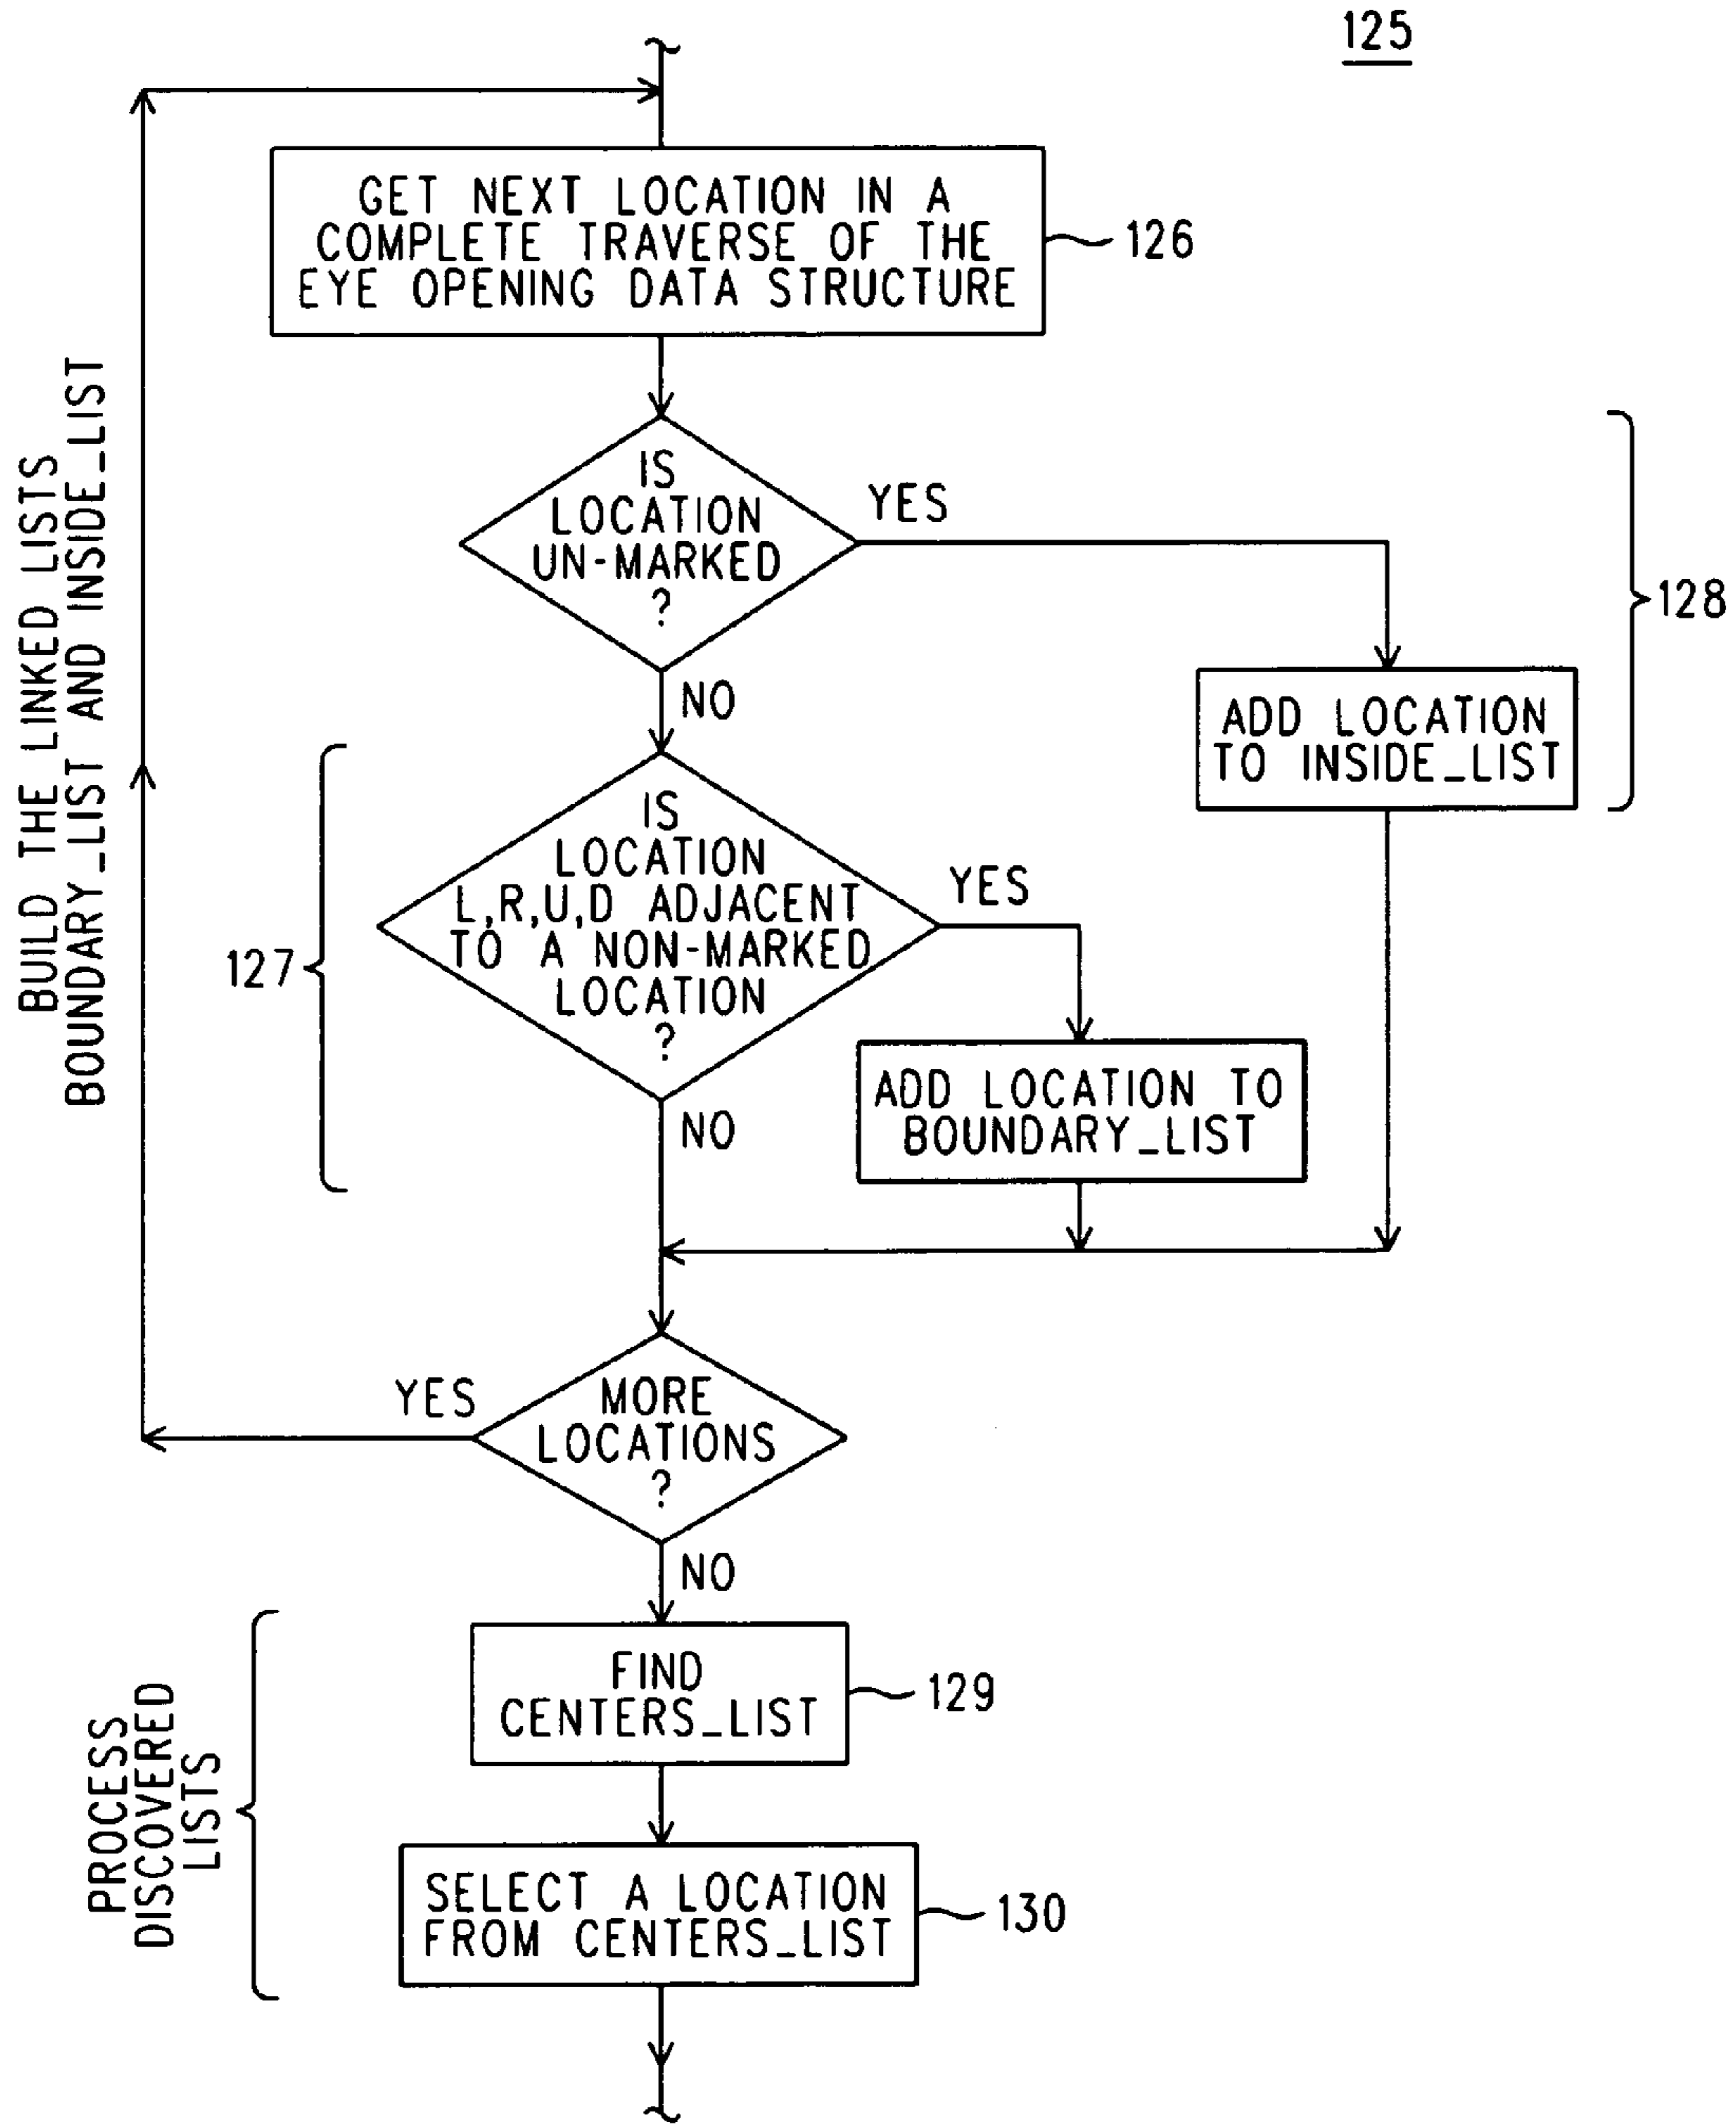 125
GET NEXT LOCATION IN A
COMPLETE TRAVERSE OF THE
EYE OPENING DATA STRUCTURE
126
BUILD THE LINKED LISTS
BOUNDARY_LIST AND INSIDE_LIST
IS
LOCATION
UN-MARKED
?
YES
NO
128
ADD LOCATION
TO INSIDE_LIST
127
IS
LOCATION
L,R,U,D ADJACENT
TO A NON-MARKED
LOCATION
?
YES
NO
ADD LOCATION TO
BOUNDARY_LIST
MORE
LOCATIONS
?
YES
NO
PROCESS
DISCOVERED
LISTS
FIND
CENTERS_LIST
129
SELECT A LOCATION
FROM CENTERS_LIST
130